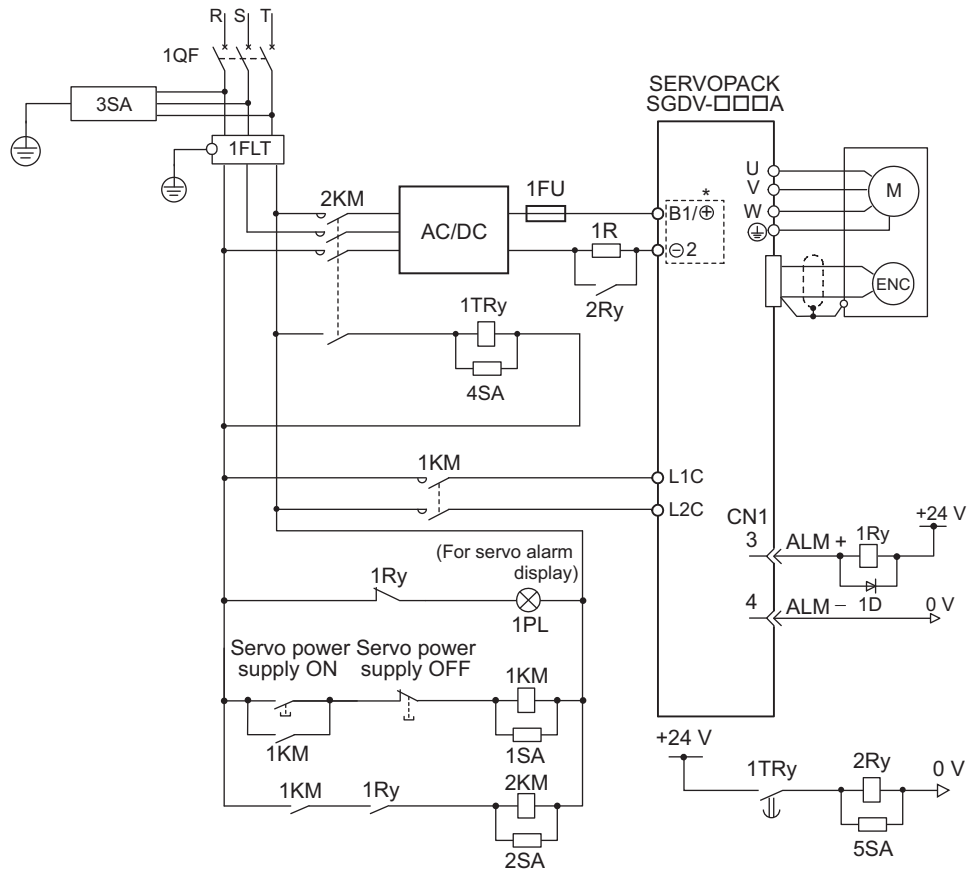 R S T
1QF
3SA
1FLT
SERVOPACK
SGDV-□□□A
2KM
AC/DC
1FU
B1/⊕
*
1R
⊖2
2Ry
U
V
W
M
ENC
1TRy
4SA
1KM
L1C
L2C
CN1
3
ALM +
1Ry
+24 V
1D
4
ALM −
0 V
(For servo alarm
display)
1Ry
1PL
Servo power
supply ON
Servo power
supply OFF
1KM
1KM
1SA
1KM
1Ry
2KM
2SA
+24 V
1TRy
2Ry
0 V
5SA